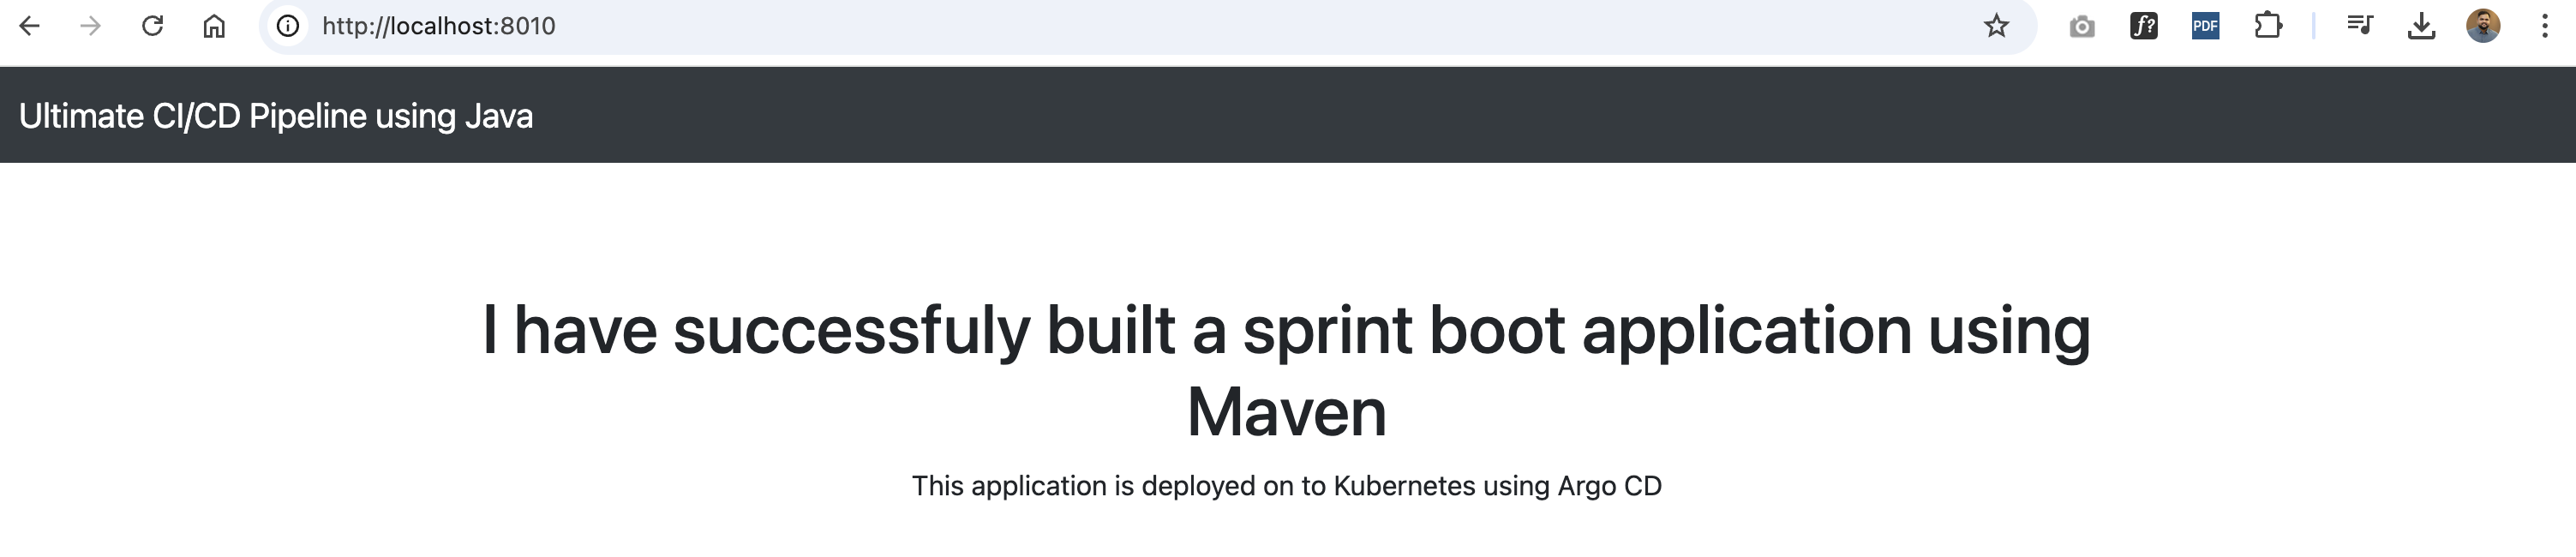 http://localhost:8010
f?
PDF
Ultimate CI/CD Pipeline using Java
I have successfuly built a sprint boot application using
Maven
This application is deployed on to Kubernetes using Argo CD